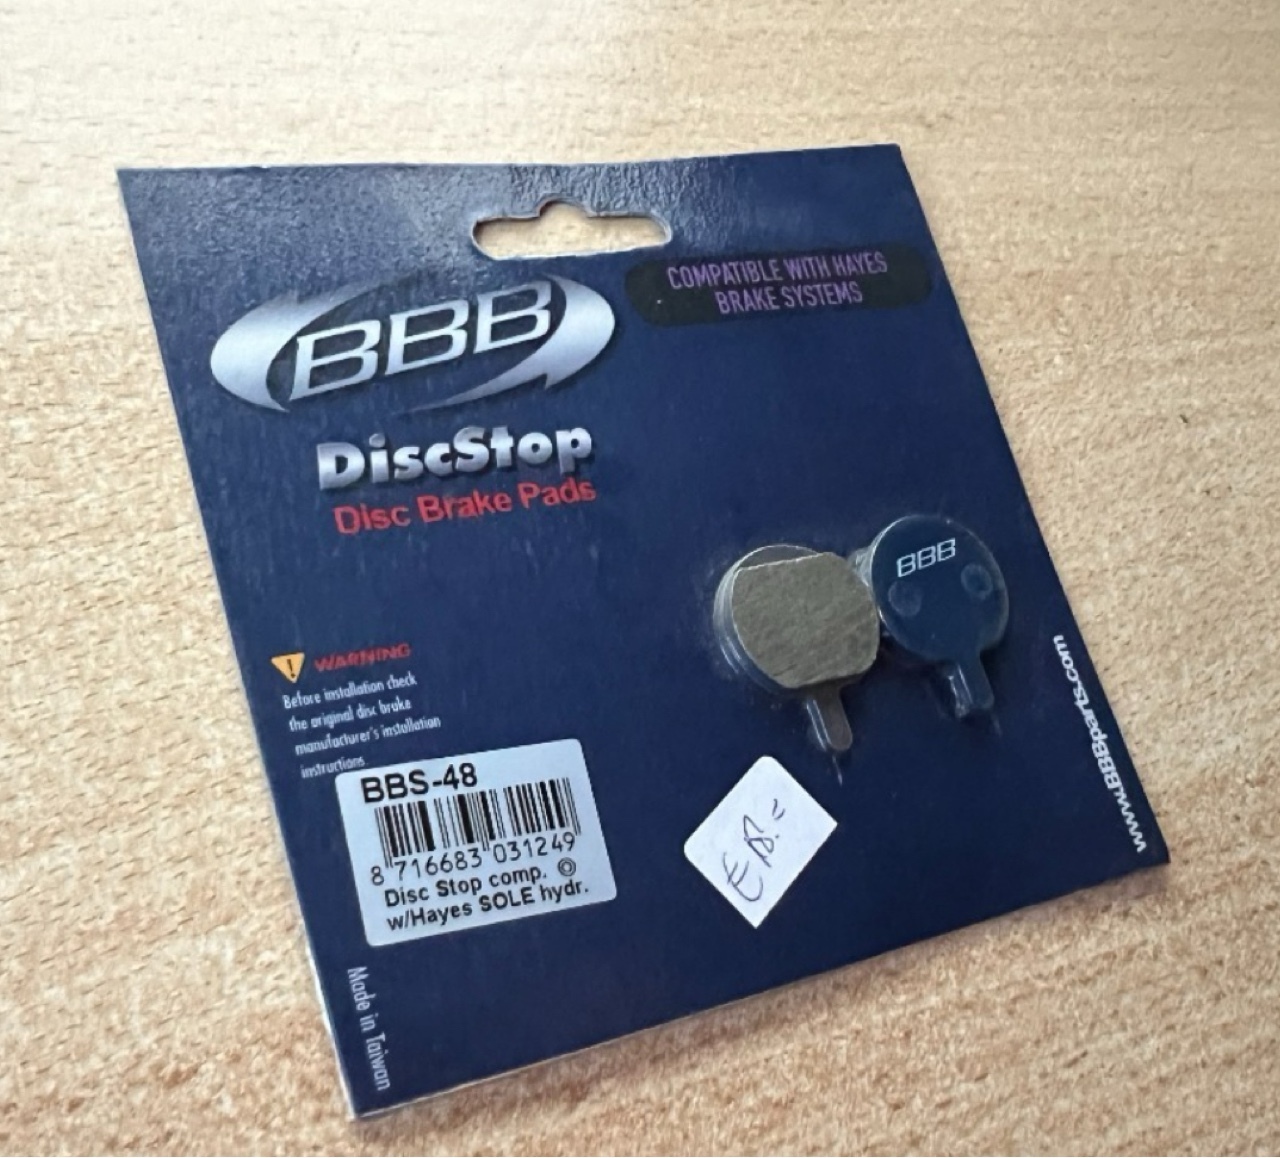 COMPATIBLE WITH HAYES
BRAKE SYSTEMS
BBB
DiscStop
Disc Brake Pads
BBB
WARNING
Before installation check
the original disc brake
manufacturer's installation
instructions
BBS-48
8 716683 031249
Disc Stop comp.
w/Hayes SOLE hydr.
www.BBBparts.com
Made in Taiwan